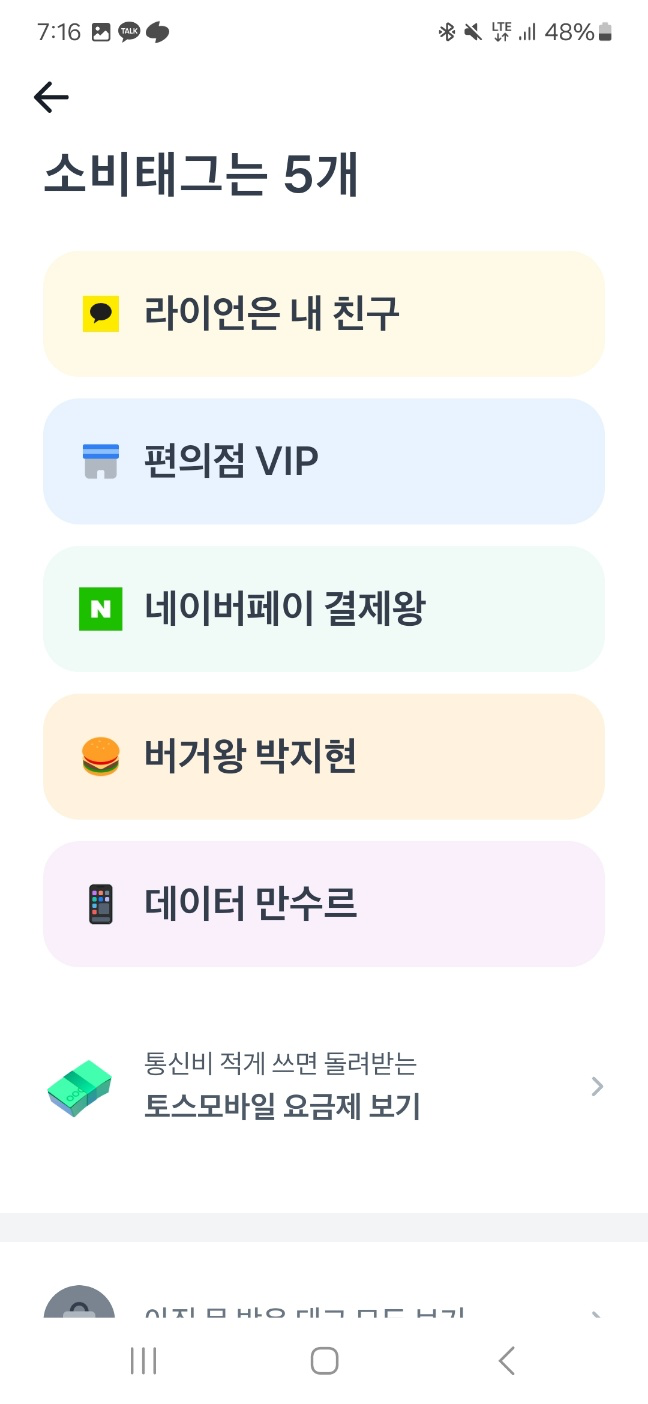 7:16 TALK LTE 48%
소비태그는 5개
라이언은 내 친구
편의점 VIP
N 네이버페이 결제왕
버거왕 박지현
데이터 만수르
통신비 적게 쓰면 돌려받는
토스모바일 요금제 보기